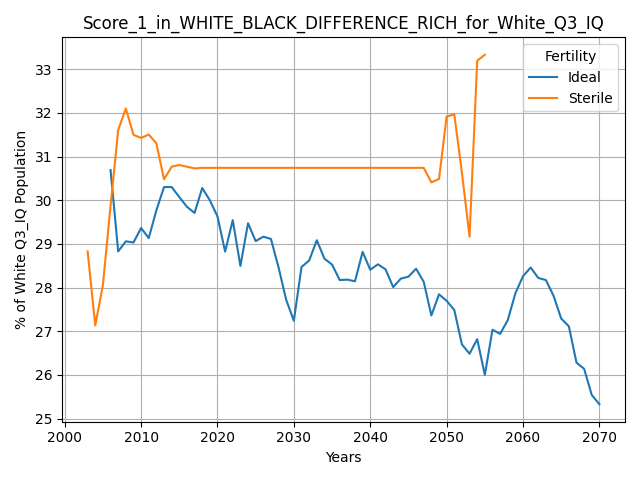 Score_1_in_WHITE_BLACK_DIFFERENCE_RICH_for_White_Q3_IQ
% of White Q3_IQ Population
33
32
31
30
29
28
27
26
25
Fertility
Ideal
Sterile
2000 2010 2020 2030 2040 2050 2060 2070
Years